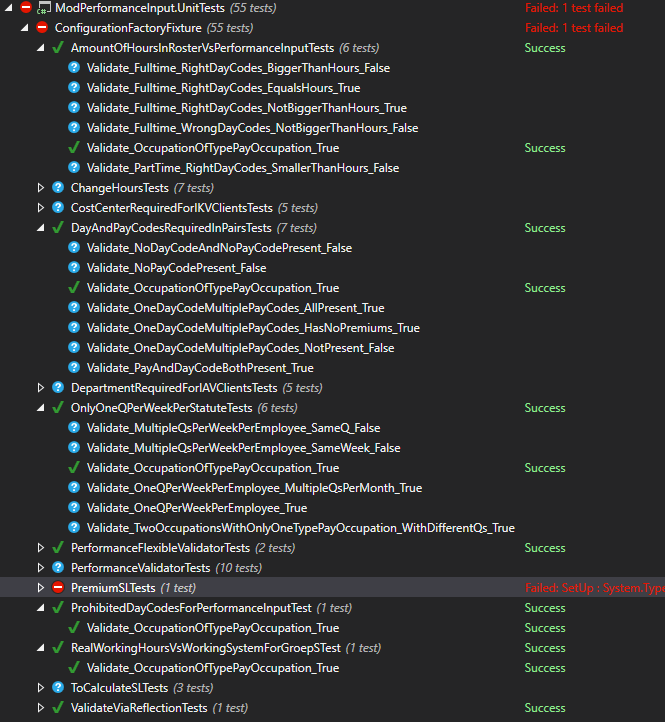 ModPerformanceInput.UnitTests (55 tests) Failed: 1 test failed
ConfigurationFactoryFixture (55 tests) Failed: 1 test failed
AmountOfHoursInRosterVsPerformanceInputTests (6 tests) Success
Validate_Fulltime_RightDayCodes_BiggerThanHours_False
Validate_Fulltime_RightDayCodes_EqualsHours_True
Validate_Fulltime_RightDayCodes_NotBiggerThanHours_True
Validate_Fulltime_WrongDayCodes_NotBiggerThanHours_False
Validate_OccupationOfTypePayOccupation_True Success
Validate_PartTime_RightDayCodes_SmallerThanHours_False
ChangeHoursTests (7 tests)
CostCenterRequiredForIKVClientsTests (5 tests)
DayAndPayCodesRequiredInPairsTests (7 tests) Success
Validate_NoDayCodeAndNoPayCodePresent_False
Validate_NoPayCodePresent_False
Validate_OccupationOfTypePayOccupation_True Success
Validate_OneDayCodeMultiplePayCodes_AllPresent_True
Validate_OneDayCodeMultiplePayCodes_HasNoPremiums_True
Validate_OneDayCodeMultiplePayCodes_NotPresent_False
Validate_PayAndDayCodeBothPresent_True
DepartmentRequiredForIAVClientsTests (5 tests)
OnlyOneQPerWeekPerStatuteTests (6 tests) Success
Validate_MultipleQsPerWeekPerEmployee_SameQ_False
Validate_MultipleQsPerWeekPerEmployee_SameWeek_False
Validate_OccupationOfTypePayOccupation_True Success
Validate_OneQPerWeekPerEmployee_MultipleQsPerMonth_True
Validate_OneQPerWeekPerEmployee_True
Validate_TwoOccupationsWithOnlyOneTypePayOccupation_WithDifferentQs_True
PerformanceFlexibleValidatorTests (2 tests) Success
PerformanceValidatorTests (10 tests)
PremiumSLTests (1 test) Failed: SetUp : System.Type
ProhibitedDayCodesForPerformanceInputTest (1 test) Success
Validate_OccupationOfTypePayOccupation_True Success
RealWorkingHoursVsWorkingSystemForGroepSTest (1 test) Success
Validate_OccupationOfTypePayOccupation_True Success
ToCalculateSLTests (3 tests)
ValidateViaReflectionTests (1 test) Success